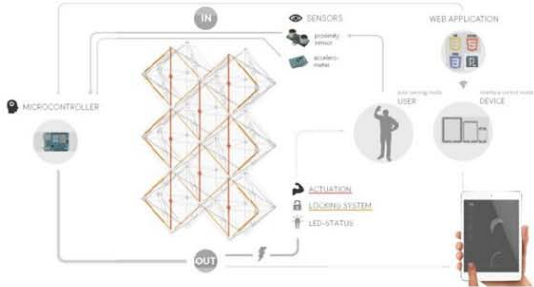 IN
SENSORS
proximity
sensor
accelero-
meter
WEB APPLICATION
MICROCONTROLLER
USER
DEVICE
ACTUATION
LOCKING SYSTEM
LED-STATUS
OUT